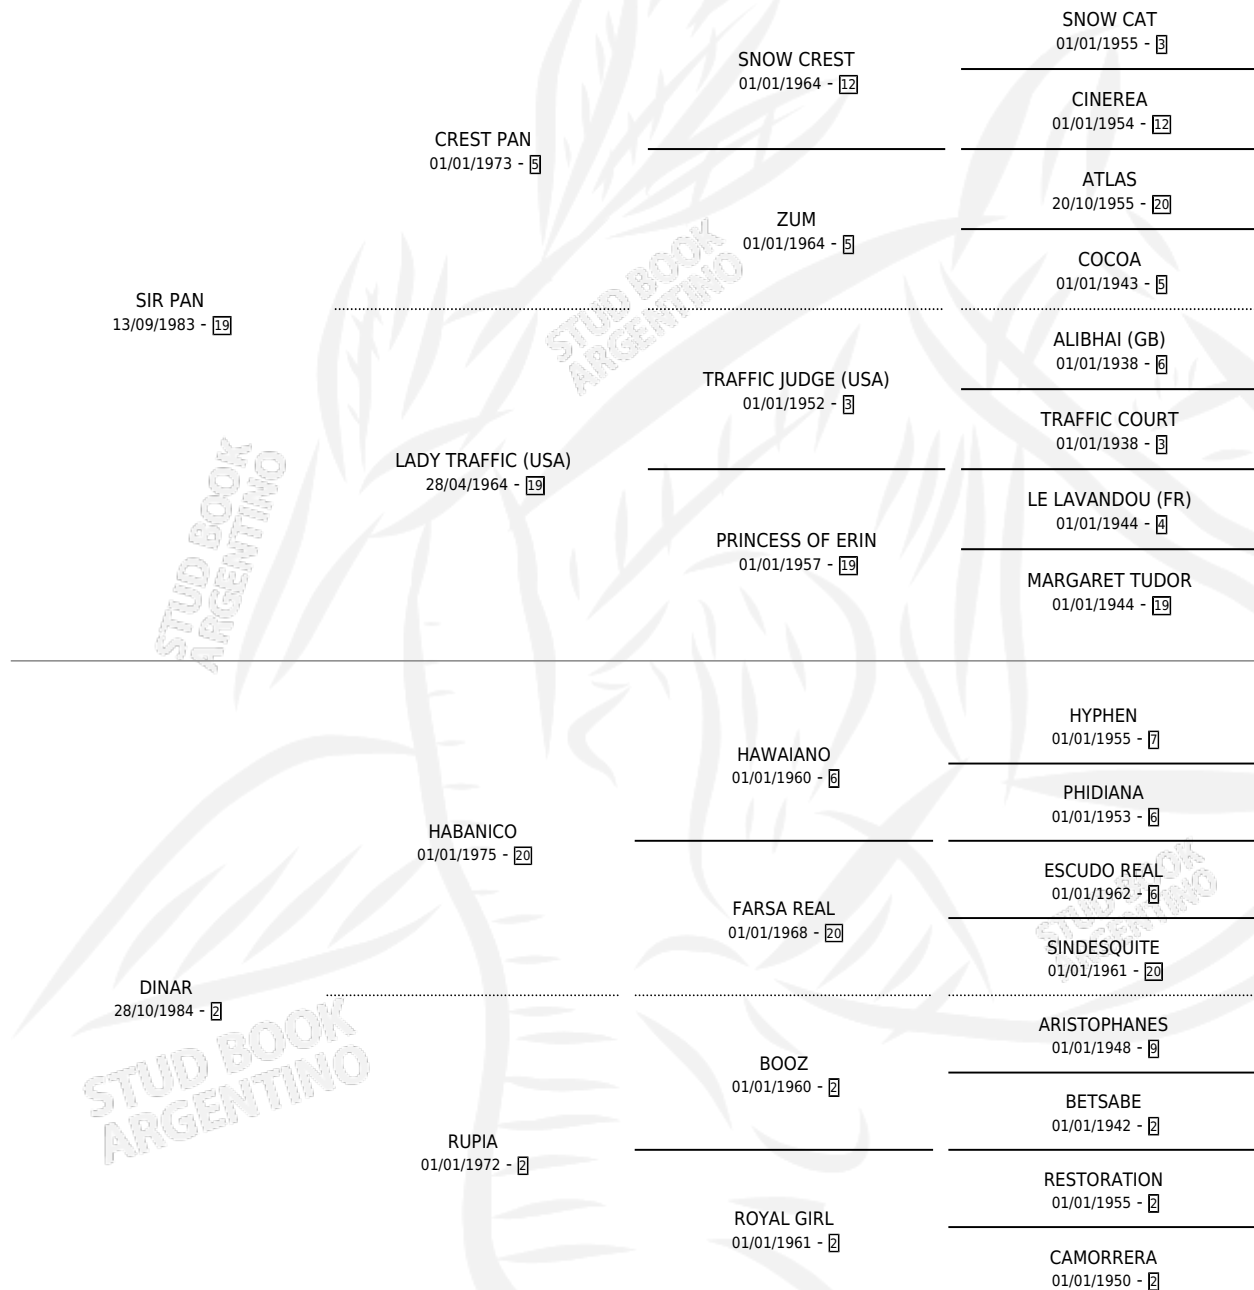 SNOW CAT
01/01/1955 - 3
SNOW CREST
01/01/1964 - 12
CINEREA
01/01/1954 - 12
CREST PAN
01/01/1973 - 5
ATLAS
20/10/1955 - 20
ZUM
01/01/1964 - 5
COCOA
01/01/1943 - 5
STUD BOOK
ARGENTINO
SIR PAN
13/09/1983 - 19
ALIBHAI (GB)
01/01/1938 - 6
TRAFFIC JUDGE (USA)
01/01/1952 - 3
TRAFFIC COURT
01/01/1938 - 3
LADY TRAFFIC (USA)
28/04/1964 - 19
LE LAVANDOU (FR)
01/01/1944 - 4
PRINCESS OF ERIN
01/01/1957 - 19
MARGARET TUDOR
01/01/1944 - 19
STUD BOOK
ARGENTINO
HYPHEN
01/01/1955 - 7
HAWAIANO
01/01/1960 - 6
PHIDIANA
01/01/1953 - 6
HABANICO
01/01/1975 - 20
ESCUDO REAL
01/01/1962 - 6
FARSA REAL
01/01/1968 - 20
SINDESQUITE
01/01/1961 - 20
STUD BOOK
ARGENTINO
DINAR
28/10/1984 - 2
ARISTOPHANES
01/01/1948 - 9
BOOZ
01/01/1960 - 2
BETSABE
01/01/1942 - 2
STUD BOOK
ARGENTINO
RUPIA
01/01/1972 - 2
RESTORATION
01/01/1955 - 2
ROYAL GIRL
01/01/1961 - 2
CAMORRERA
01/01/1950 - 2